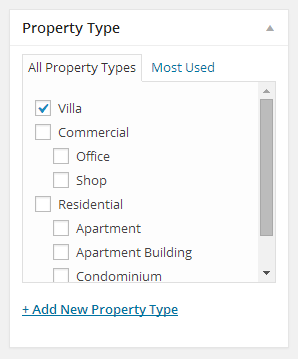 Property Type
All Property Types Most Used
Villa
Commercial
Office
Shop
Residential
Apartment
Apartment Building
Condominium
+ Add New Property Type